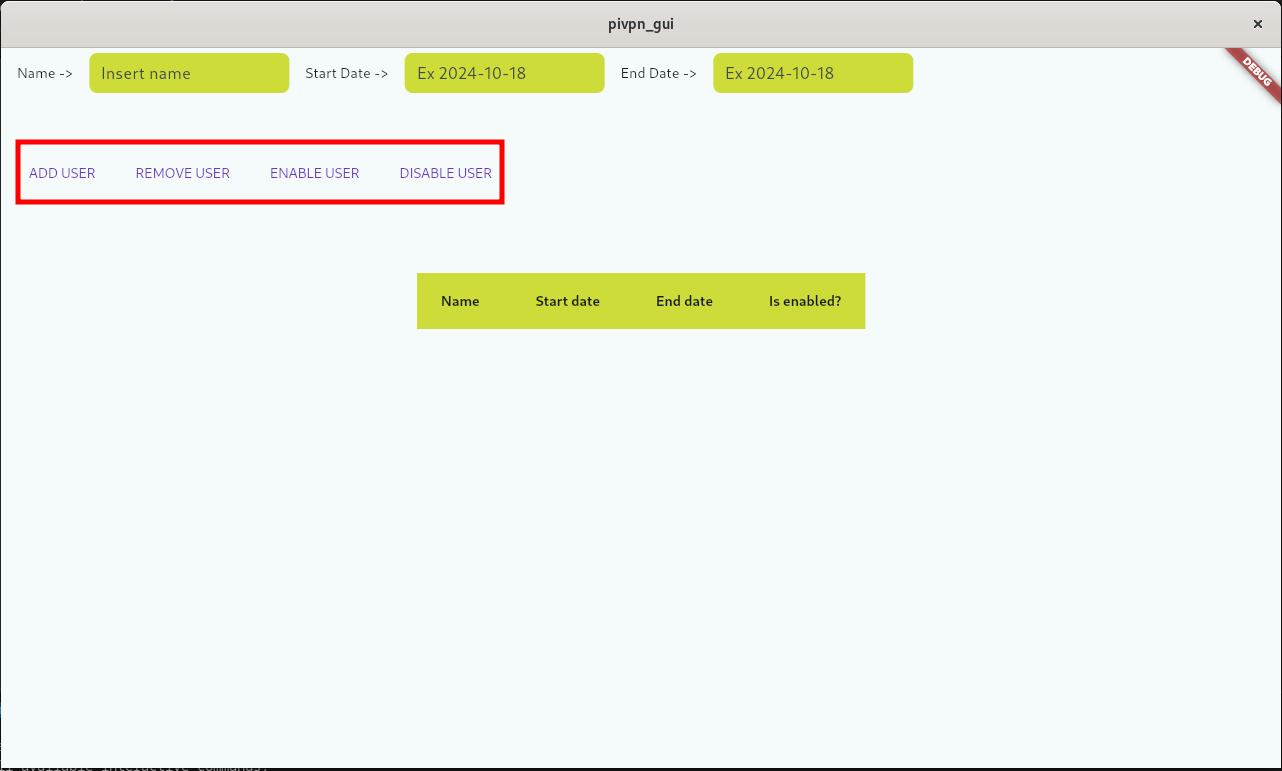 pivpn_gui
Name -> Insert name Start Date -> Ex 2024-10-18 End Date -> Ex 2024-10-18
DEBUG
ADD USER REMOVE USER ENABLE USER DISABLE USER
Name Start date End date Is enabled?